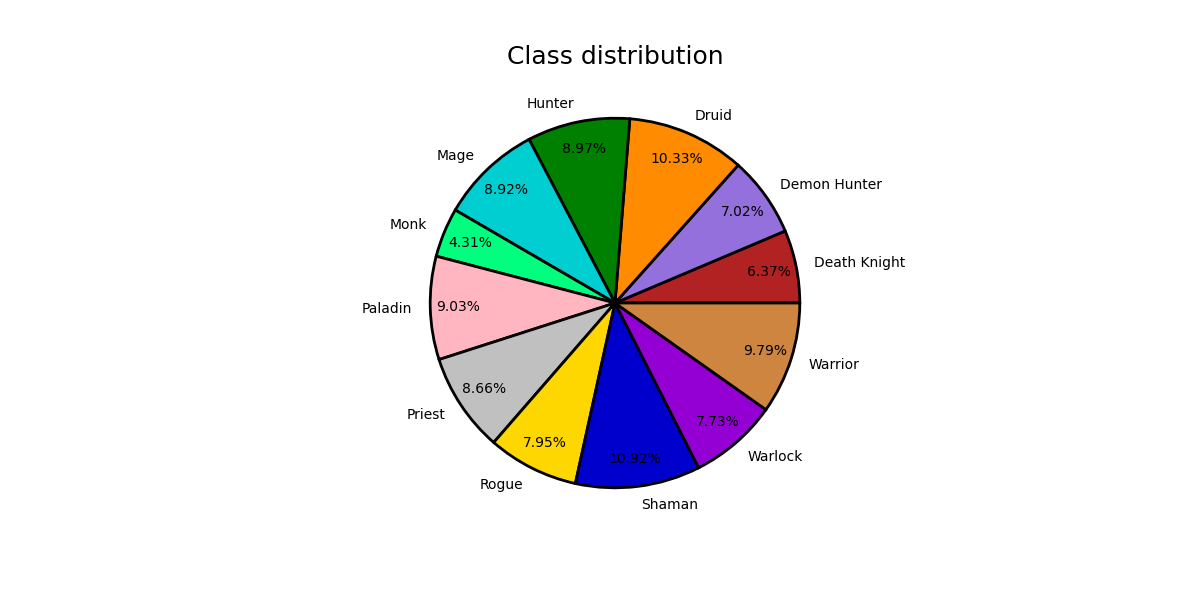 Class distribution
Hunter
8.97%
Druid
10.33%
Mage
8.92%
Demon Hunter
7.02%
Monk
4.31%
Death Knight
6.37%
Paladin
9.03%
Warrior
9.79%
Priest
8.66%
Warlock
7.73%
Rogue
7.95%
Shaman
10.92%